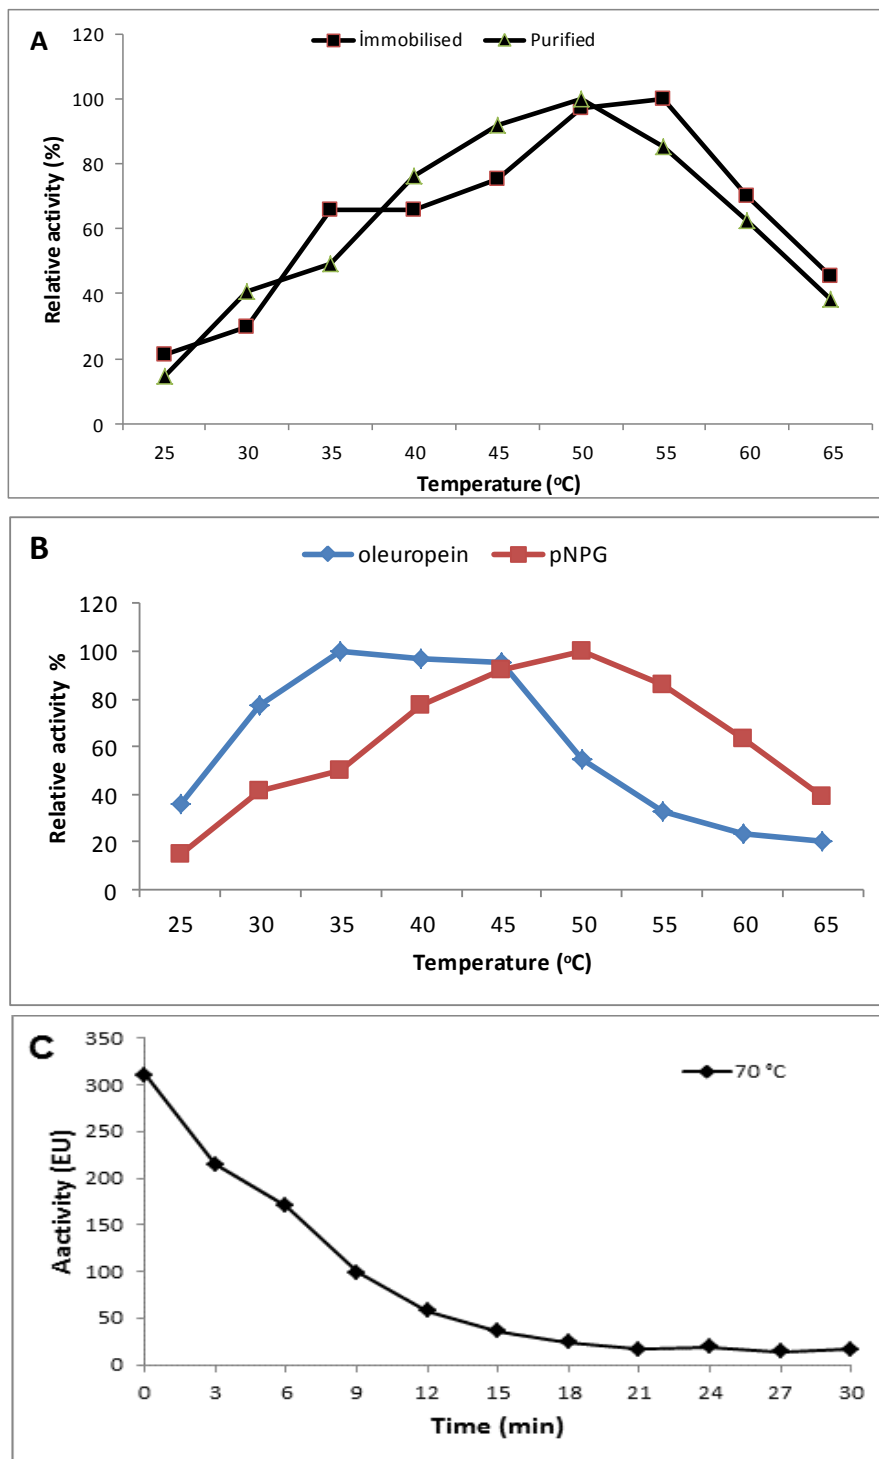 A
İmmobilised
Purified
Relative activity (%)
120
100
80
60
40
20
0
25 30 35 40 45 50 55 60 65
Temperature (ºC)
B
oleuropein
pNPG
Relative activity %
120
100
80
60
40
20
0
25 30 35 40 45 50 55 60 65
Temperature (ºC)
C
70 °C
Aactivity (EU)
350
300
250
200
150
100
50
0
0 3 6 9 12 15 18 21 24 27 30
Time (min)